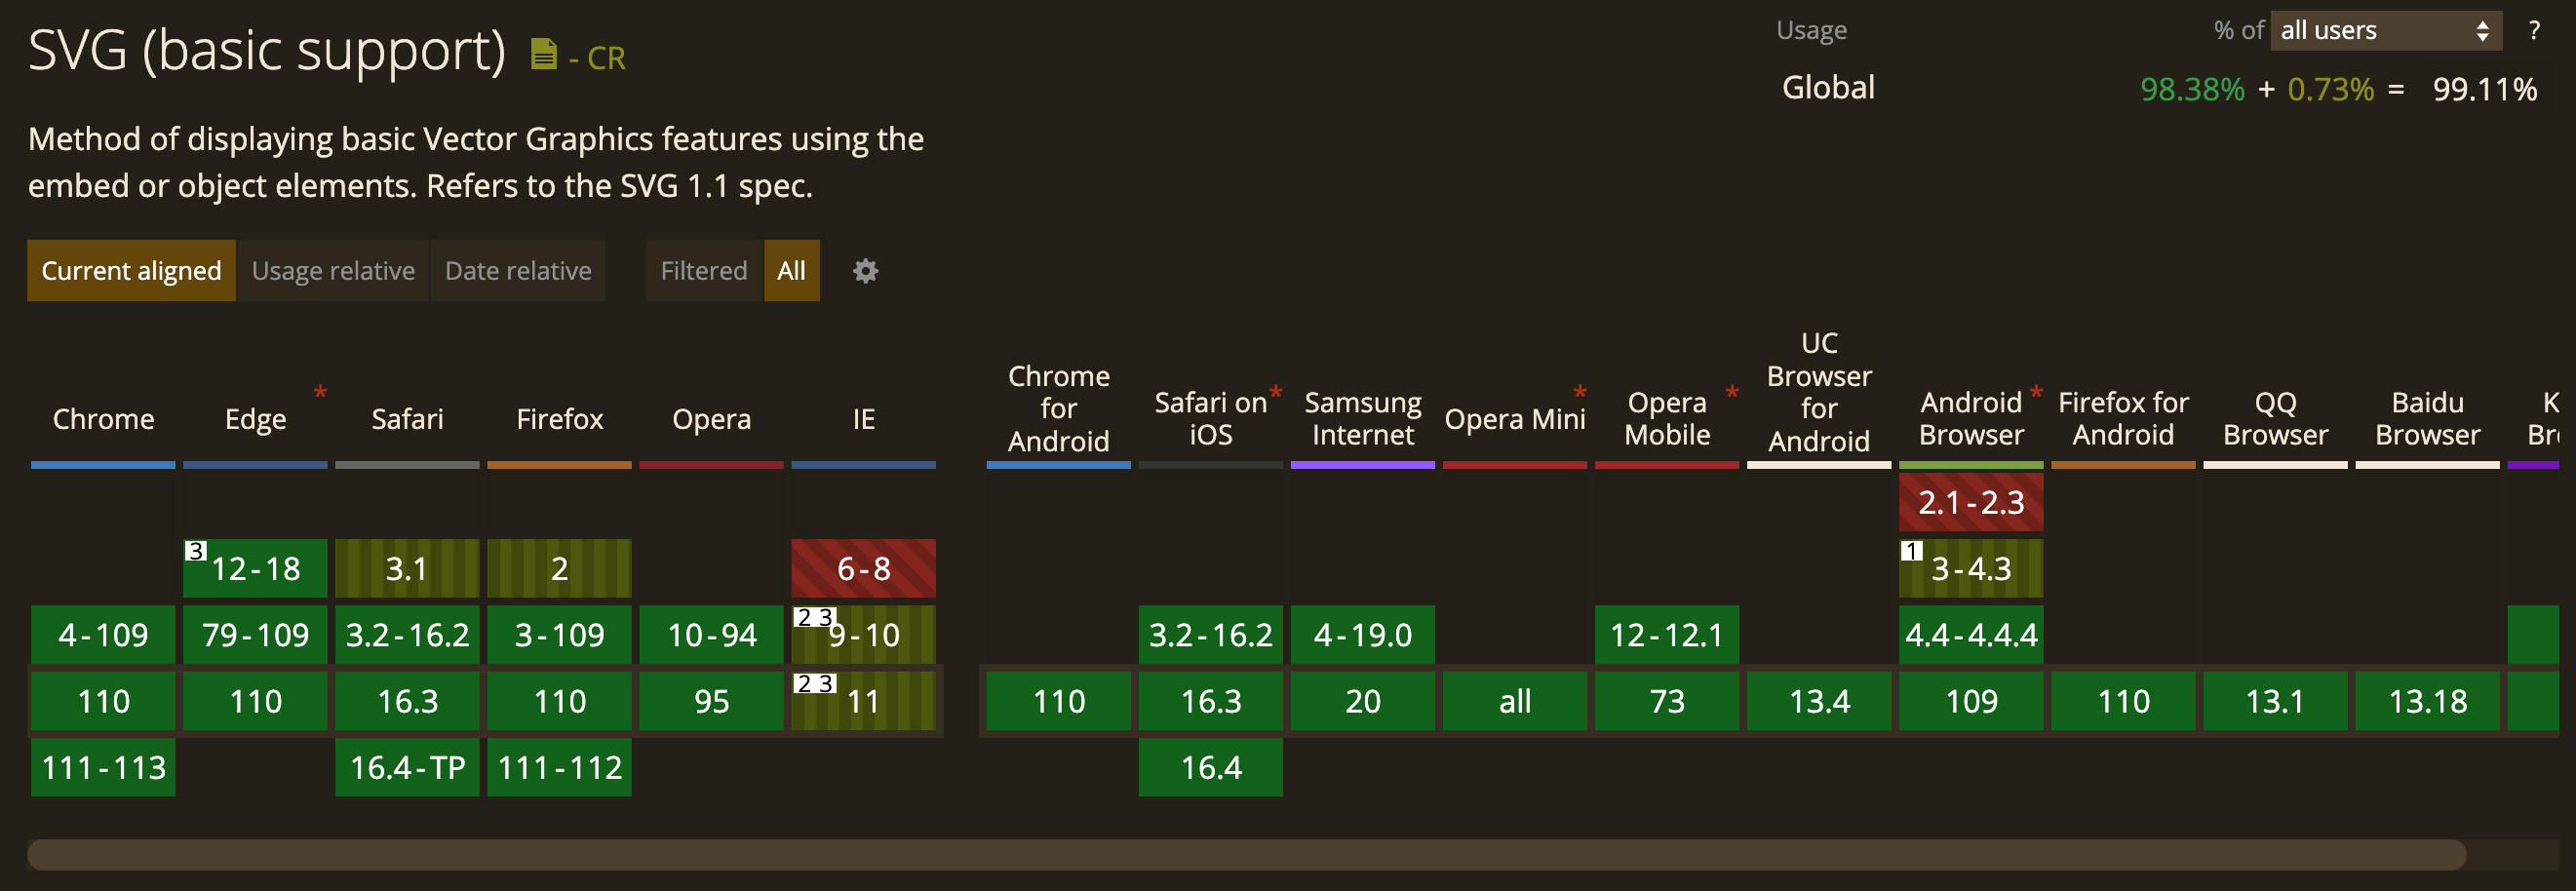 SVG (basic support) - CR
Usage % of all users ?
Global 98.38% + 0.73% = 99.11%
Method of displaying basic Vector Graphics features using the
embed or object elements. Refers to the SVG 1.1 spec.
Current aligned Usage relative Date relative Filtered All
Chrome
Edge *
Safari
Firefox
Opera
IE
Chrome
for
Android
Safari on *
iOS
Samsung
Internet
Opera Mini *
Opera *
Mobile
UC
Browser
for
Android
Android *
Browser
Firefox for
Android
QQ
Browser
Baidu
Browser
2.1-2.3
3 12-18 3.1 2 6-8 1 3-4.3
4-109 79-109 3.2-16.2 3-109 10-94 2 3 9-10 3.2-16.2 4-19.0 12-12.1 4.4-4.4.4
110 110 16.3 110 95 2 3 11 110 16.3 20 all 73 13.4 109 110 13.1 13.18
111-113 16.4-TP 111-112 16.4